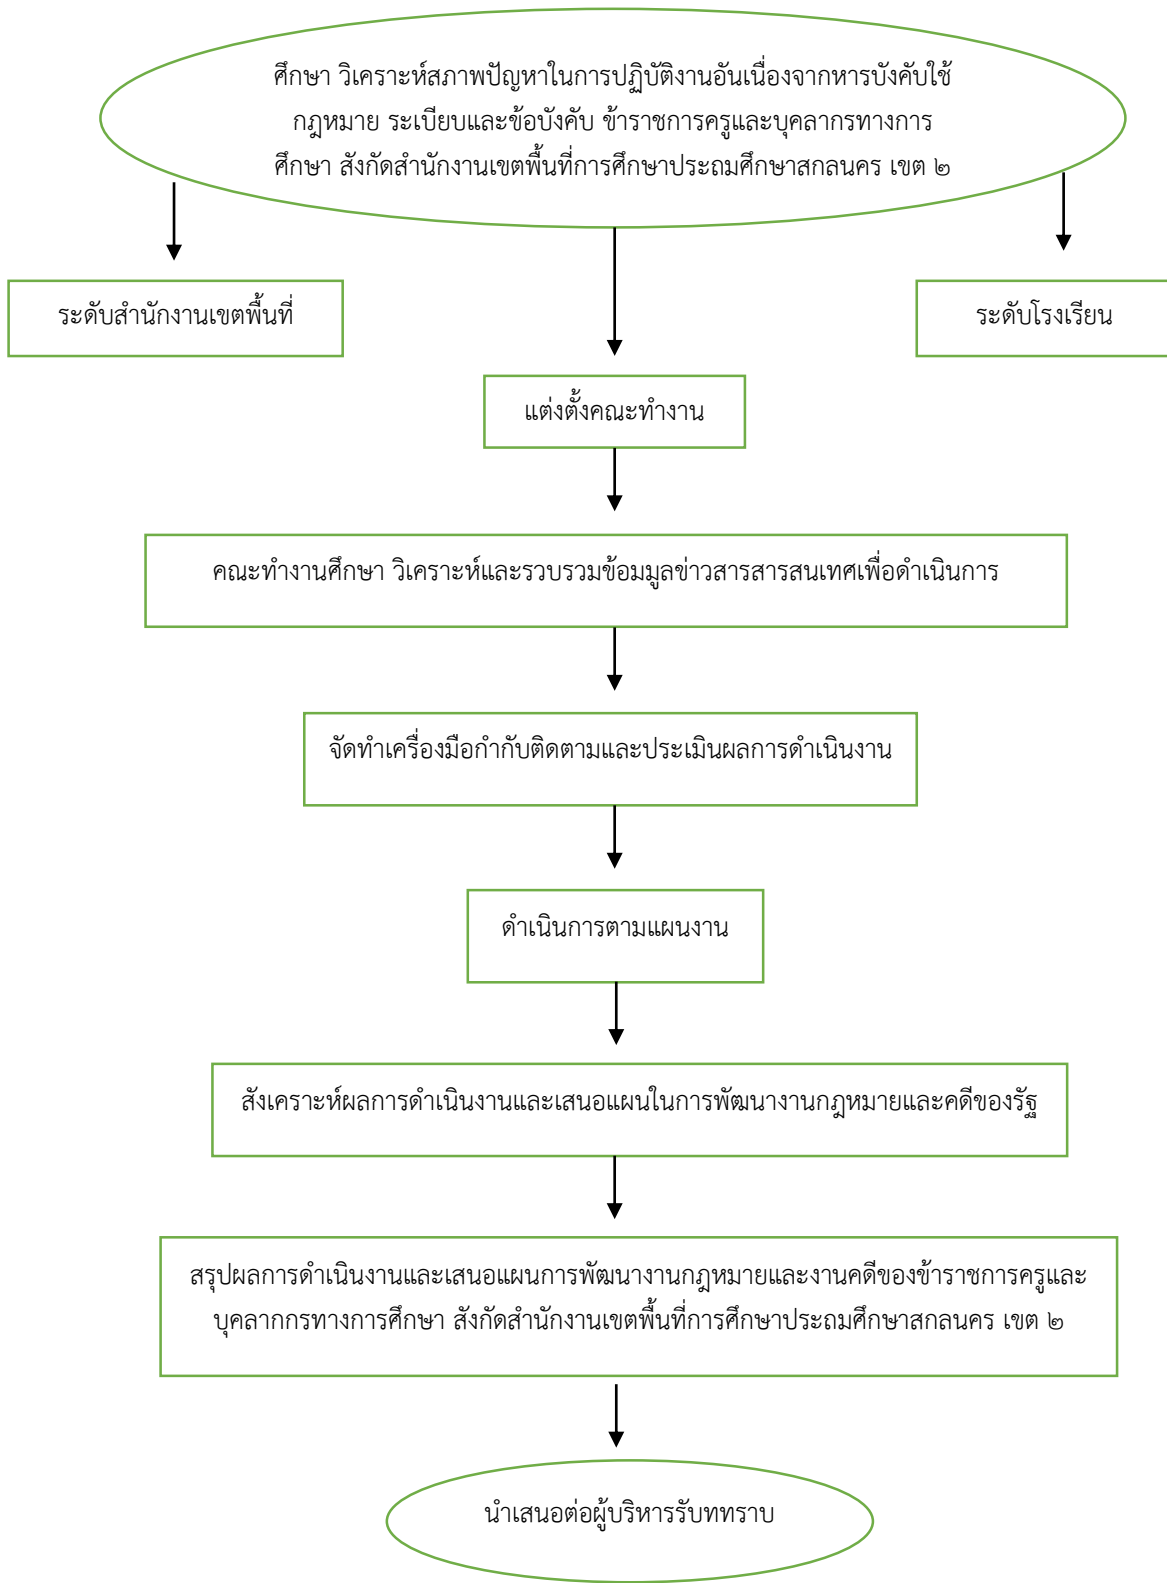 ศึกษา วิเคราะห์สภาพปัญหาในการปฏิบัติงานอันเนื่องจากหารบังคับใช้
กฎหมาย ระเบียบและข้อบังคับ ข้าราชการครูและบุคลากรทางการ
ศึกษา สังกัดสำนักงานเขตพื้นที่การศึกษาประถมศึกษาสกลนคร เขต ๒
ระดับสำนักงานเขตพื้นที่
ระดับโรงเรียน
แต่งตั้งคณะทำงาน
คณะทำงานศึกษา วิเคราะห์และรวบรวมข้อมมูลข่าวสารสารสนเทศเพื่อดำเนินการ
จัดทำเครื่องมือกำกับติดตามและประเมินผลการดำเนินงาน
ดำเนินการตามแผนงาน
สังเคราะห์ผลการดำเนินงานและเสนอแผนในการพัฒนางานกฎหมายและคดีของรัฐ
สรุปผลการดำเนินงานและเสนอแผนการพัฒนางานกฎหมายและงานคดีของข้าราชการครูและ
บุคลากกรทางการศึกษา สังกัดสำนักงานเขตพื้นที่การศึกษาประถมศึกษาสกลนคร เขต ๒
นำเสนอต่อผู้บริหารรับททราบ